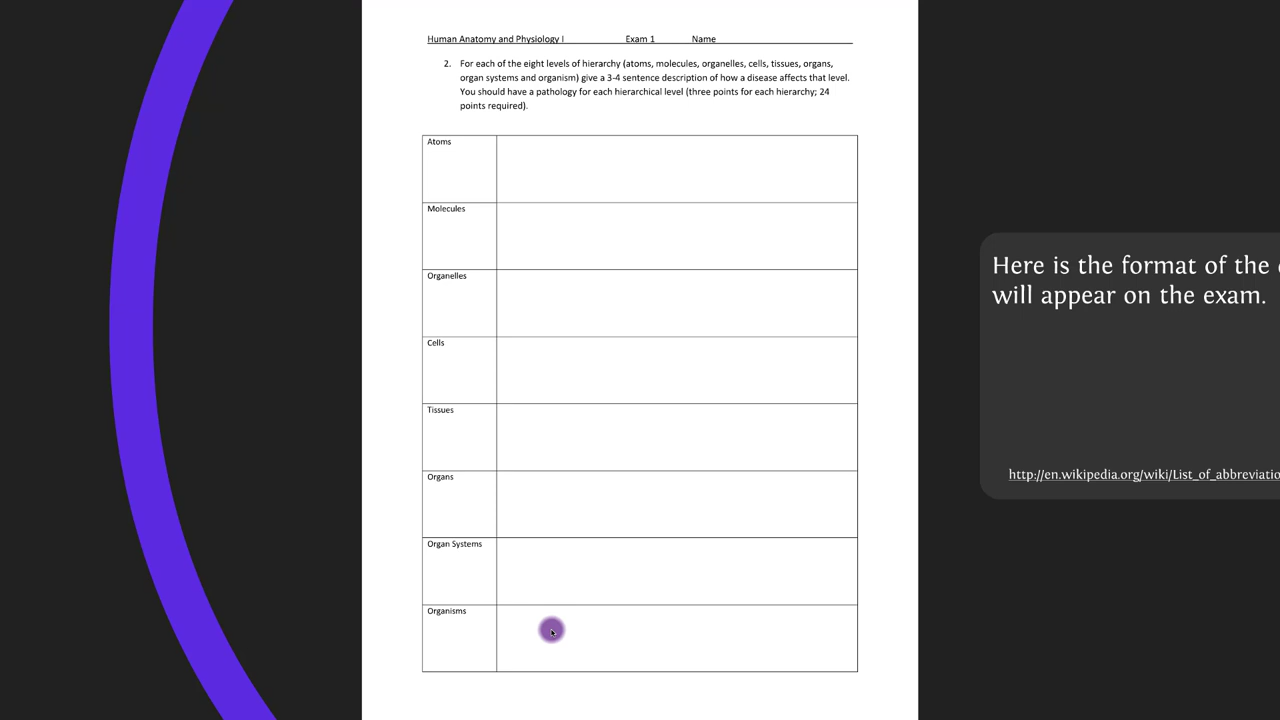 Human Anatomy and Physiology I Exam 1 Name
2. For each of the eight levels of hierarchy (atoms, molecules, organelles, cells, tissues, organs,
organ systems and organism) give a 3-4 sentence description of how a disease affects that level.
You should have a pathology for each hierarchical level (three points for each hierarchy; 24
points required).
Atoms
Molecules
Organelles
Cells
Tissues
Organs
Organ Systems
Organisms
Here is the format of the
will appear on the exam.
http://en.wikipedia.org/wiki/List_of_abbreviatio